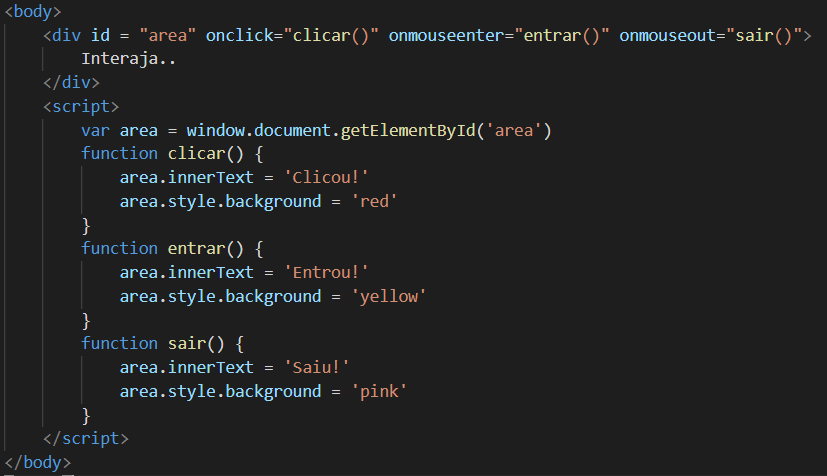 <body>
<div id = "area" onclick="clicar()" onmouseenter="entrar()" onmouseout="sair()">
Interaja..
</div>
<script>
var area = window.document.getElementById('area')
function clicar() {
area.innerText = 'Clicou!'
area.style.background = 'red'
}
function entrar() {
area.innerText = 'Entrou!'
area.style.background = 'yellow'
}
function sair() {
area.innerText = 'Saiu!'
area.style.background = 'pink'
}
</script>
</body>